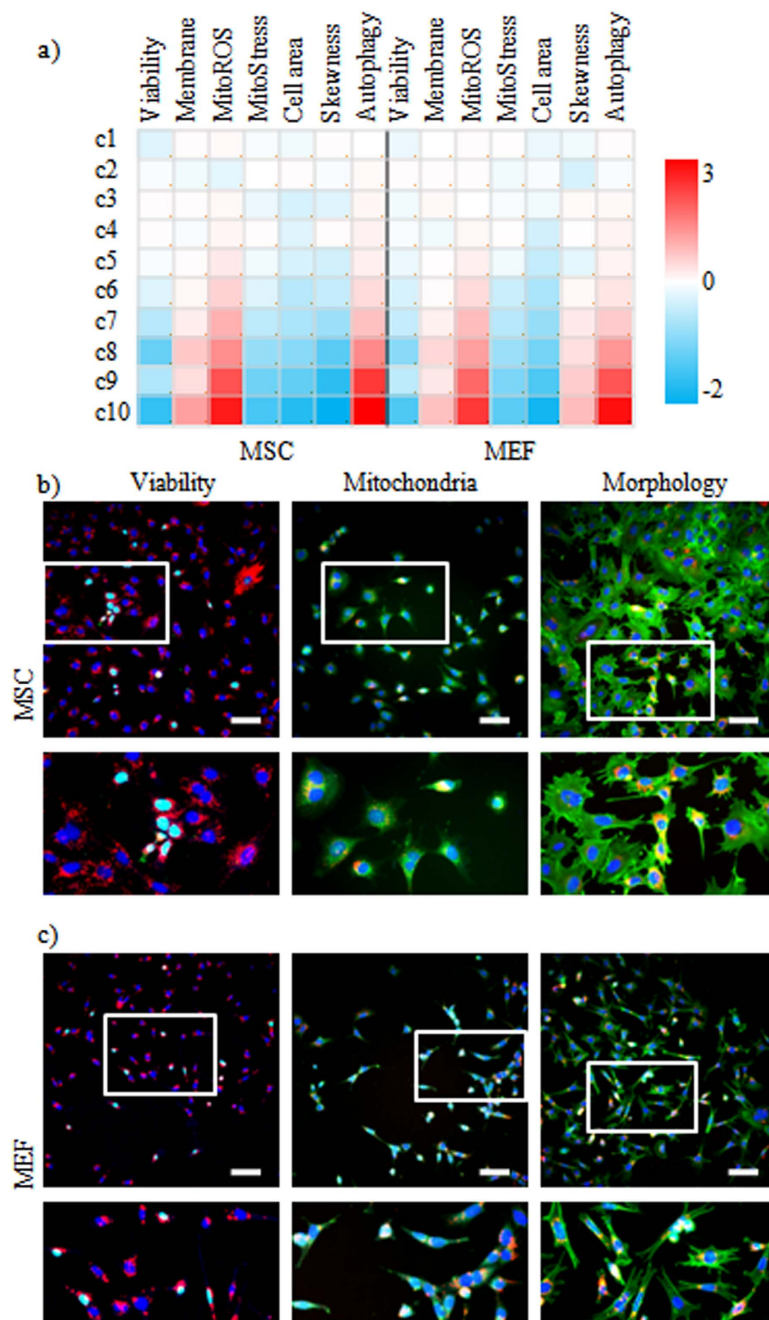 a)
Viability Membrane MitoROS MitoStress Cell area Skewness Autophagy Viability Membrane MitoROS MitoStress Cell area Skewness Autophagy
c1
c2
c3
c4
c5
c6
c7
c8
c9
c10
3
0
-2
MSC MEF
b)
Viability Mitochondria Morphology
MSC
c)
MEF